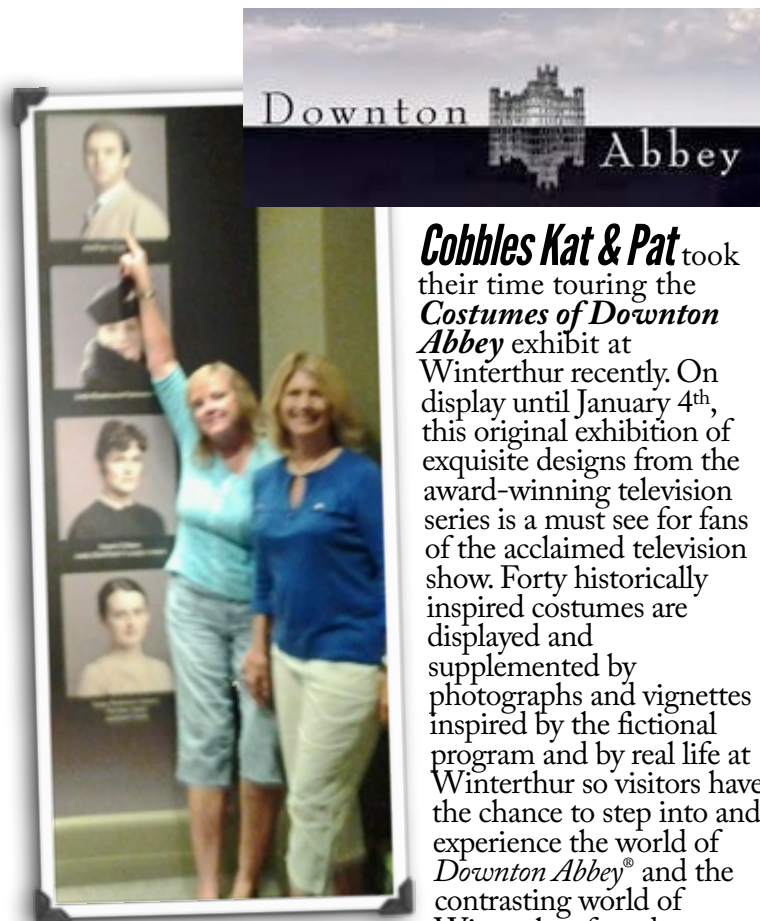 Downton
Abbey
Cobbles Kat & Pat took
their time touring the
Costumes of Downton
Abbey exhibit at
Winterthur recently. On
display until January 4th,
this original exhibition of
exquisite designs from the
award-winning television
series is a must see for fans
of the acclaimed television
show. Forty historically
inspired costumes are
displayed and
supplemented by
photographs and vignettes
inspired by the fictional
program and by real life at
Winterthur so visitors have
the chance to step into and
experience the world of
Downton Abbey® and the
contrasting world of